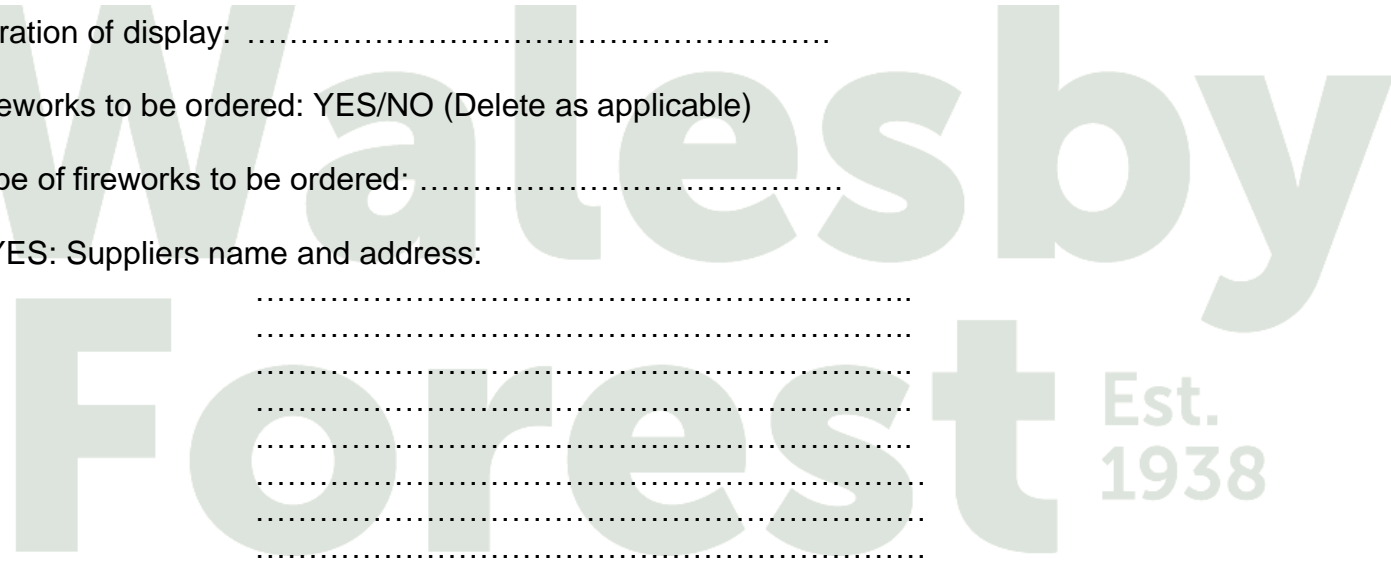 ration of display: …………………………………………………….
eworks to be ordered: YES/NO (Delete as applicable)
pe of fireworks to be ordered: …………………………………….
YES: Suppliers name and address:
…………………………………………………………..
…………………………………………………………..
…………………………………………………………..
…………………………………………………………..
…………………………………………………………..
……………………………………………………………
……………………………………………………………
……………………………………………………………
Walesby
Forest
Est.
1938